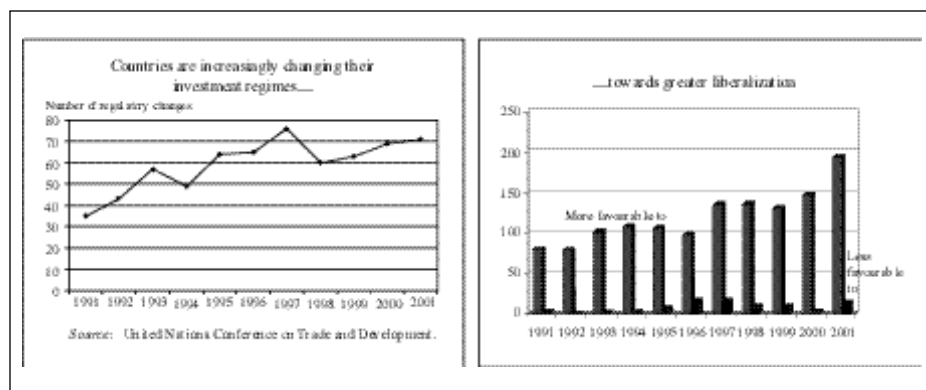 Countries are increasingly changing their
investment regimes......
Number of regulatory changes
80
70
60
50
40
30
20
10
0
1991 1992 1993 1994 1995 1996 1997 1998 1999 2000 2001
Source: United Nations Conference on Trade and Development.
......towards greater liberalization
250
200
150
100
50
0
More favourable to
Less
favourable
to
1991 1992 1993 1994 1995 1996 1997 1998 1999 2000 2001